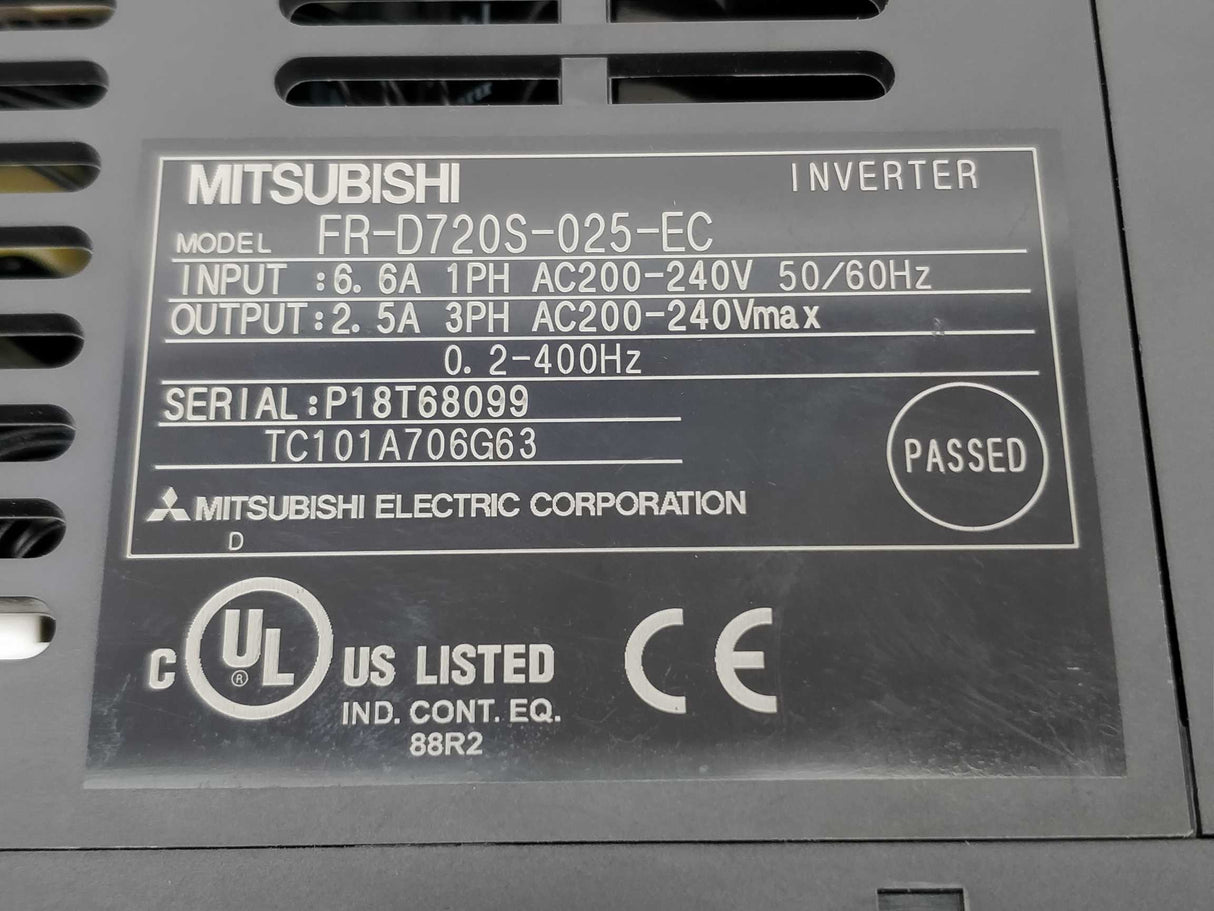 MITSUBISHI INVERTER
MODEL FR-D720S-025-EC
INPUT :6.6A 1PH AC200-240V 50/60Hz
OUTPUT:2.5A 3PH AC200-240Vmax
0.2-400Hz
SERIAL:P18T68099
TC101A706G63
PASSED
MITSUBISHI ELECTRIC CORPORATION
D
C UL® US LISTED
IND. CONT. EQ.
88R2
CE